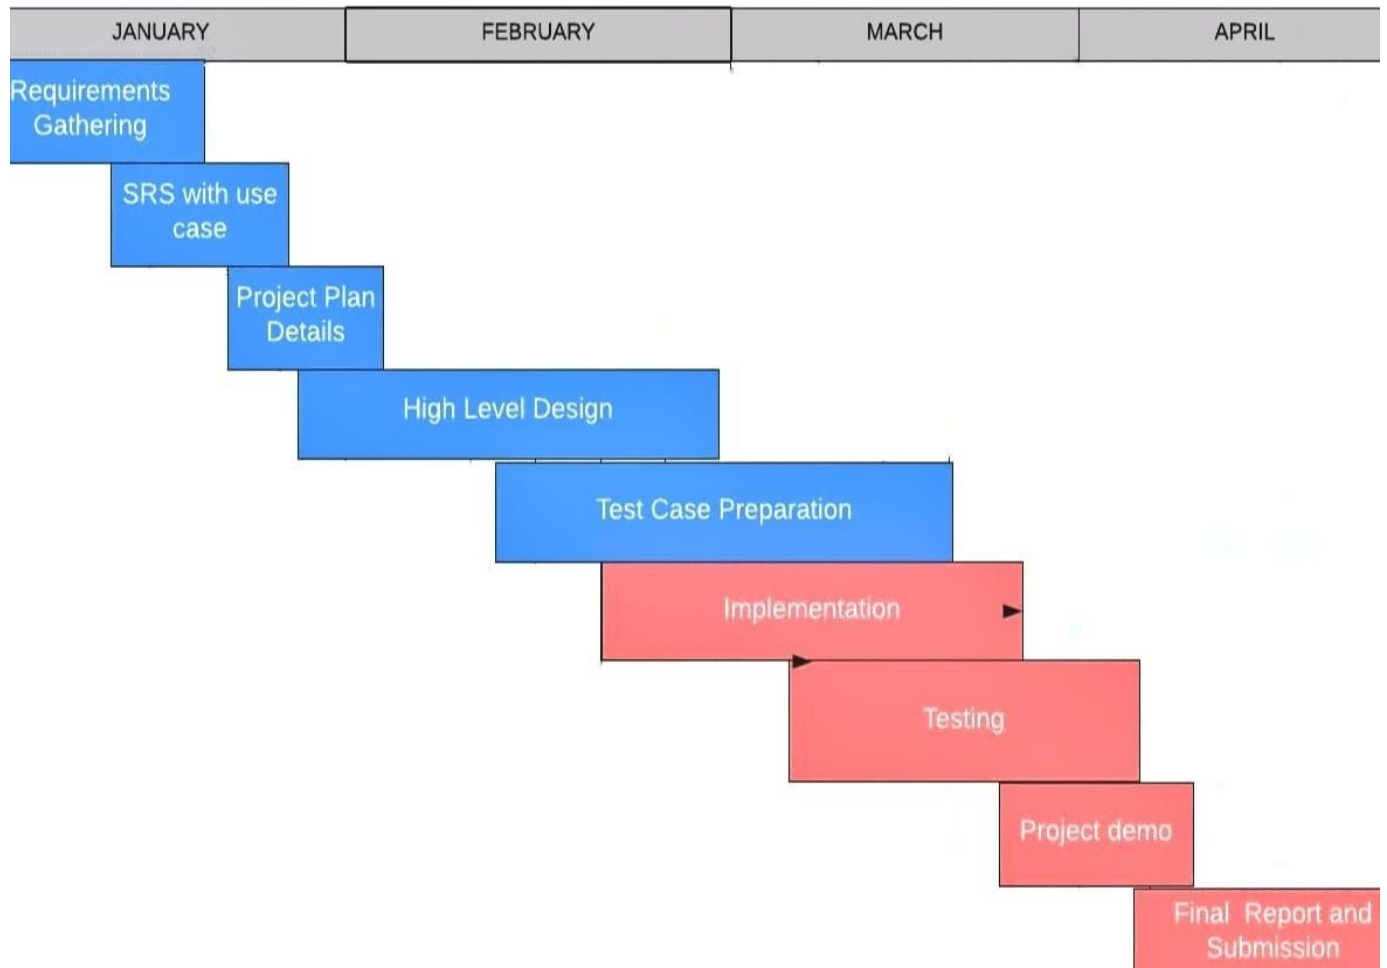 JANUARY FEBRUARY MARCH APRIL
Requirements
Gathering
SRS with use
case
Project Plan
Details
High Level Design
Test Case Preparation
Implementation
Testing
Project demo
Final Report and
Submission